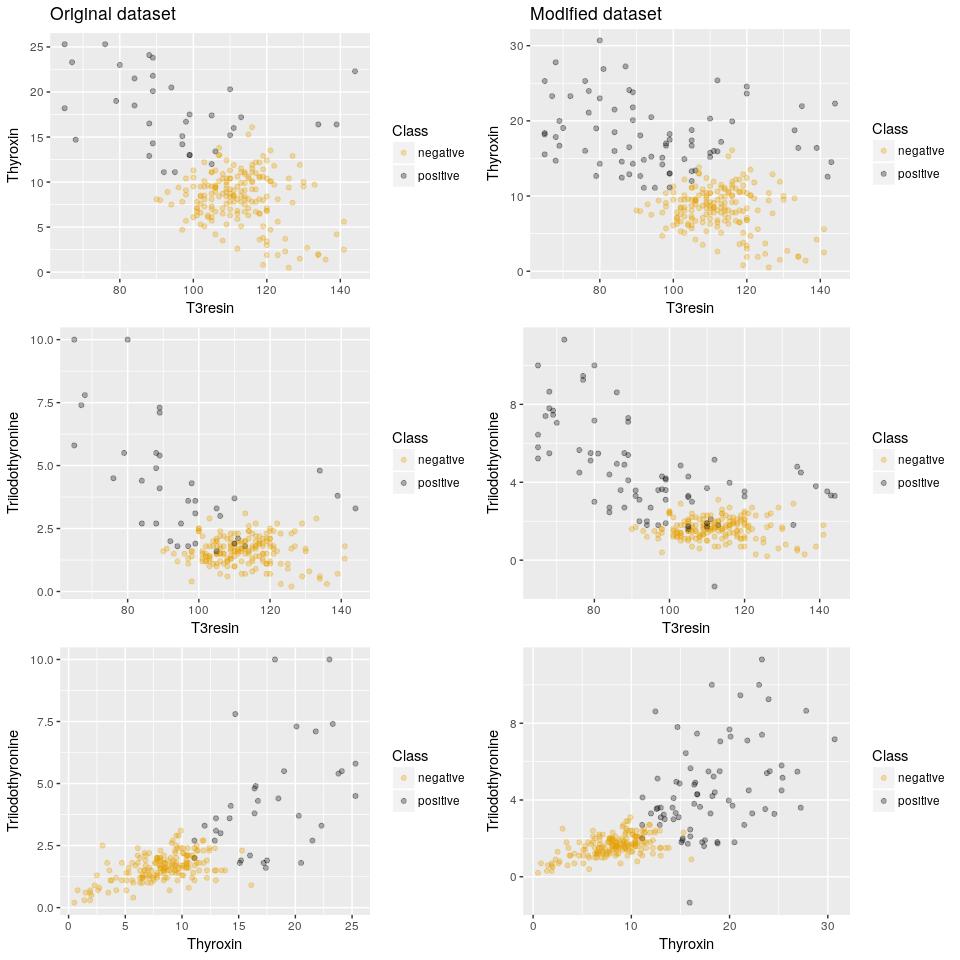 Original dataset
25
20
15
10
5
0
Thyroxin
80
100
120
140
T3resin
Class
negative
positive
Modified dataset
30
20
10
0
Thyroxin
80
100
120
140
T3resin
Class
negative
positive
10.0
7.5
5.0
2.5
0.0
Triiodothyronine
80
100
120
140
T3resin
Class
negative
positive
8
4
0
Triiodothyronine
80
100
120
140
T3resin
Class
negative
positive
10.0
7.5
5.0
2.5
0.0
Triiodothyronine
0
5
10
15
20
25
Thyroxin
Class
negative
positive
8
4
0
Triiodothyronine
0
10
20
30
Thyroxin
Class
negative
positive